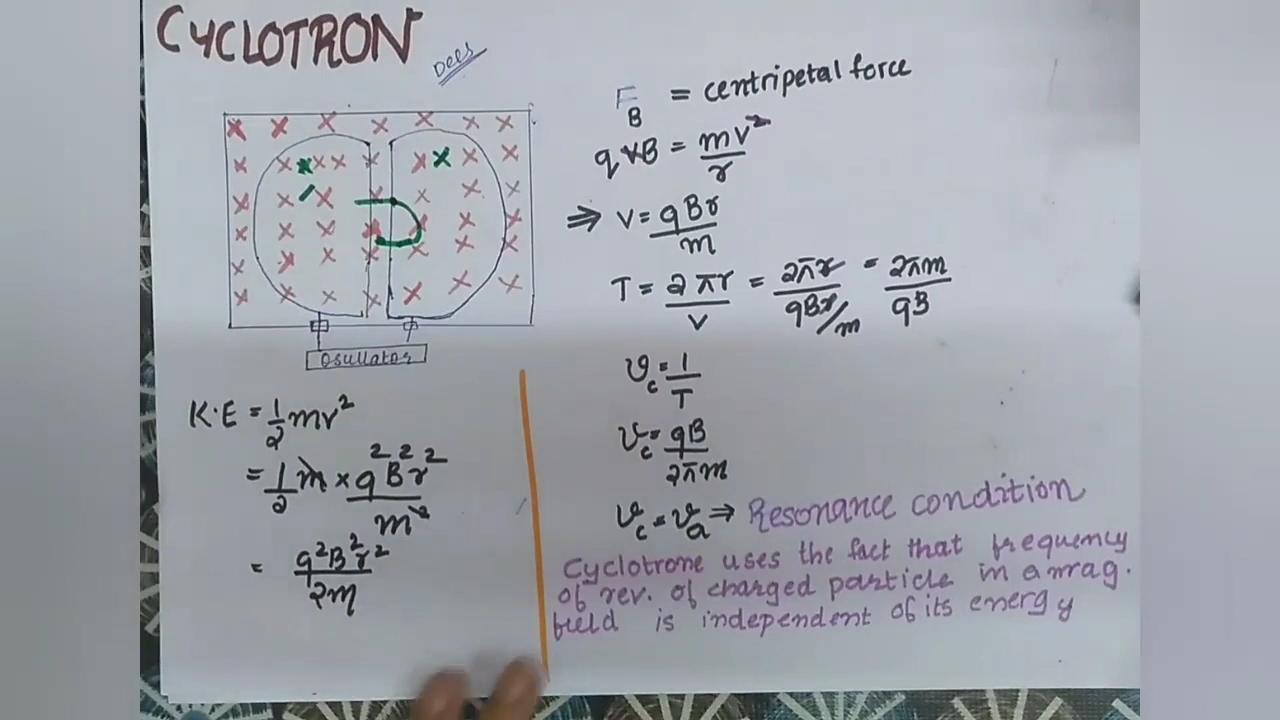 CYCLOTRON
Dees
Osullator
K.E = 1/2 mv²
= 1/2 m × q²B²r²/m²
= q²B²r²/2m
F_B = centripetal force
qvB = mv²/r
⇒ v = qBr/m
T = 2πr/v = 2πr/qBr/m = 2πm/qB
ν_c = 1/T
ν_c = qB/2πm
ν_c = ν_a ⇒ Resonance condition
Cyclotrone uses the fact that frequency
of rev. of charged particle in a mag.
field is independent of its energy